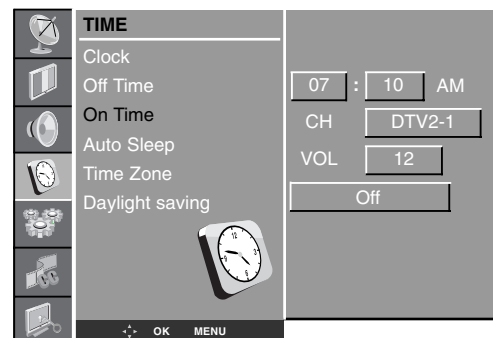 TIME
Clock
Off Time
On Time
Auto Sleep
Time Zone
Daylight saving
OK MENU
07 : 10 AM
CH DTV2-1
VOL 12
Off